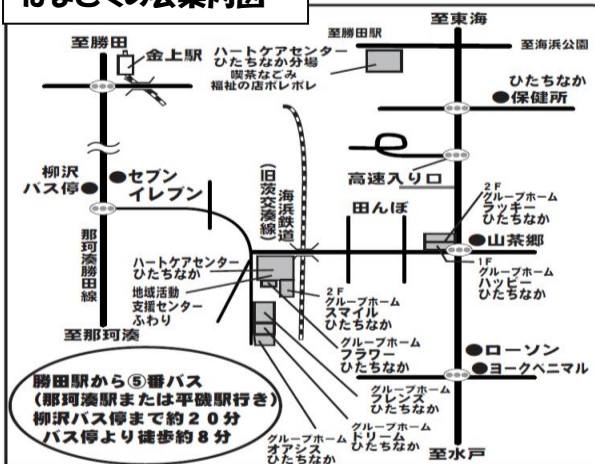 至勝田
金上駅
至勝田駅
至東海
至海浜公園
ハートケアセンター
ひたちなか分場
喫茶なごみ
福祉の店ポレポレ
ひたちなか
●保健所
柳沢
バス停●
●セブン
イレブン
高速入り口
海浜鉄道
(旧茨交湊線)
田んぼ
2F
グループホーム
ラッキー
ひたちなか
●山茶郷
1F
グループホーム
ハッピー
ひたちなか
那珂湊勝田線
至那珂湊
ハートケアセンター
ひたちなか
地域活動
支援センター
ふわり
2F
グループホーム
スマイル
ひたちなか
グループホーム
フラワー
ひたちなか
グループホーム
フレンズ
ひたちなか
グループホーム
ドリーム
ひたちなか
グループホーム
オアシス
ひたちなか
●ローソン
●ヨークベニマル
至水戸
勝田駅から⑤番バス
(那珂湊駅または平磯駅行き)
柳沢バス停まで約20分
バス停より徒歩約8分